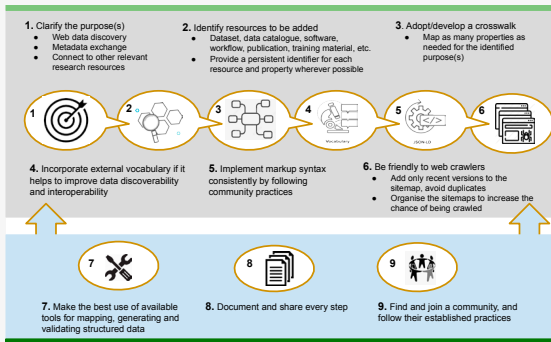 1. Clarify the purpose(s)
● Web data discovery
● Metadata exchange
● Connect to other relevant
research resources
2. Identify resources to be added
● Dataset, data catalogue, software,
workflow, publication, training material, etc.
● Provide a persistent identifier for each
resource and property wherever possible
3. Adopt/develop a crosswalk
● Map as many properties as
needed for the identified
purpose(s)
1
2
3
4
5
JSON-LD
6
4. Incorporate external vocabulary if it
helps to improve data discoverability
and interoperability
5. Implement markup syntax
consistently by following
community practices
6. Be friendly to web crawlers
● Add only recent versions to the
sitemap, avoid duplicates
● Organise the sitemaps to increase the
chance of being crawled
7
8
9
7. Make the best use of available
tools for mapping, generating and
validating structured data
8. Document and share every step
9. Find and join a community, and
follow their established practices